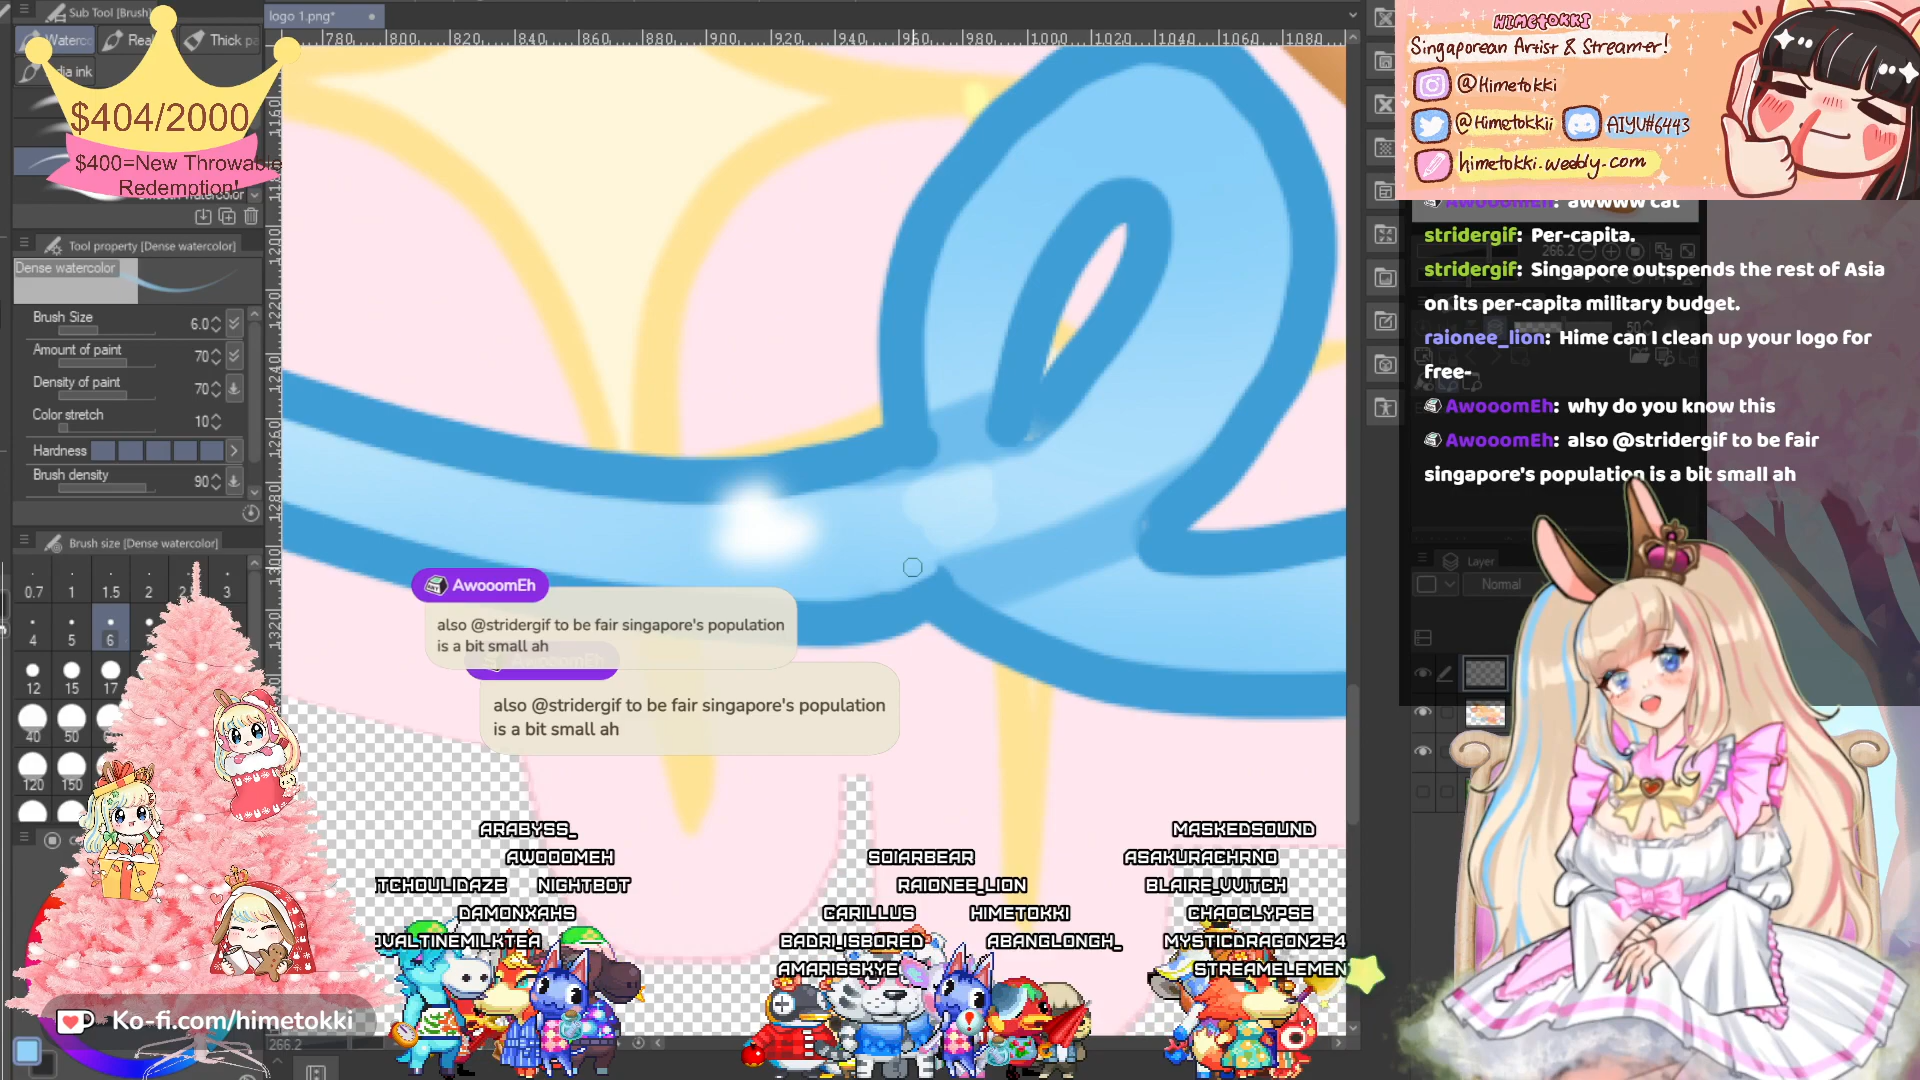 Sub Tool [Brush]
logo 1.png*
Thick pa
dia ink
$404/2000
$400=New Throwable
Redemption!
Tool property [Dense watercolor]
Dense watercolor
Brush Size
6.0
Amount of paint
70
Density of paint
70
Color stretch
10
Hardness
Brush density
90
Brush size [Dense watercolor]
0.7 1 1.5 2 3
4 5 6
12 15 17
40 50
120 150
780 800 820 840 860 880 900 920 940 960 1000 1020 1040 1060 1080
HIMETOKKI
Singaporean Artist & Streamer!
@Himetokki
@Himetokkii AIYU#6443
himetokki.weebly.com
AwooomEh: awwww cat
stridergif: Per-capita.
stridergif: Singapore outspends the rest of Asia
on its per-capita military budget.
raionee_lion: Hime can I clean up your logo for
free-
AwooomEh: why do you know this
AwooomEh: also @stridergif to be fair
singapore's population is a bit small ah
Layer
Normal
AwooomEh
also @stridergif to be fair singapore's population
is a bit small ah
AwooomEh
also @stridergif to be fair singapore's population
is a bit small ah
ARABYSS_
AWOOOMEH
TCHOULIDAZE NIGHTBOT
DAMONXAHS
OVALTINEMILKTEA
SOIARBEAR
RAIONEE_LION
CARILLUS HIMETOKKI
BADRI_ISBORED ABANGLONGH_
AMARISSKYE
MASKEDSOUND
ASAKURACHRNO
BLAIRE_VVITCH
CHAOCLYPSE
MYSTICDRAGON254
STREAMELEMEN
Ko-fi.com/himetokki
266.2